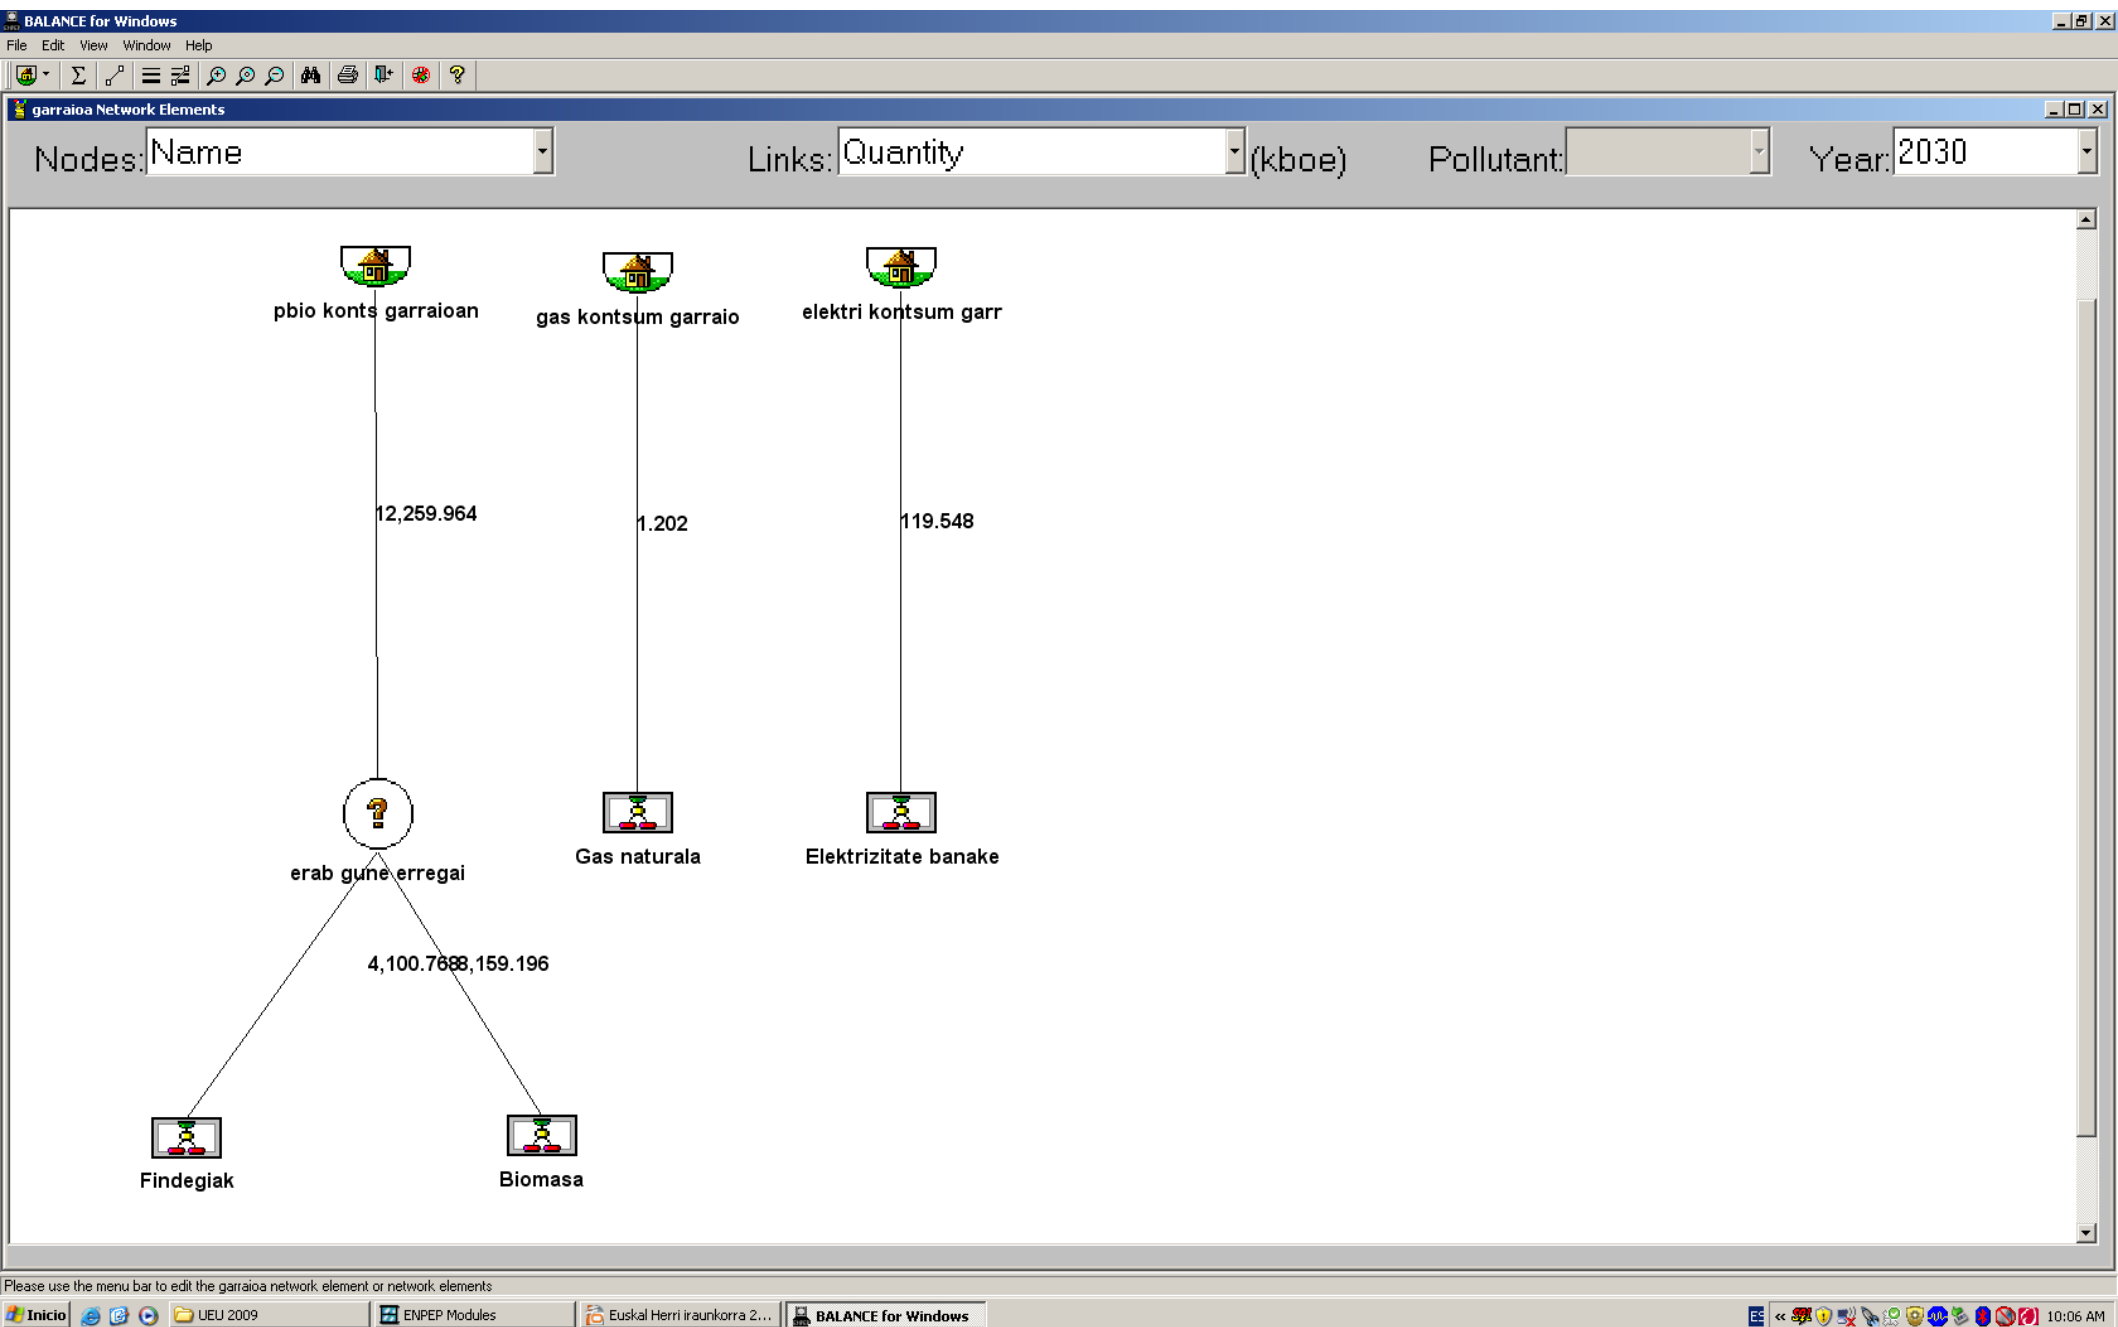 BALANCE for Windows
File Edit View Window Help
garraioa Network Elements
Nodes: Name Links: Quantity (kboe) Pollutant: Year: 2030
pbio konts garraioan
gas kontsum garraio
elektri kontsum garr
12,259.964
1.202
119.548
erab gune erregai
Gas naturala
Elektrizitate banake
4,100.768
8,159.196
Findegiak
Biomasa
Please use the menu bar to edit the garraioa network element or network elements
Inicio UEU 2009 ENPEP Modules Euskal Herri iraunkorra 2... BALANCE for Windows ES « 10:06 AM